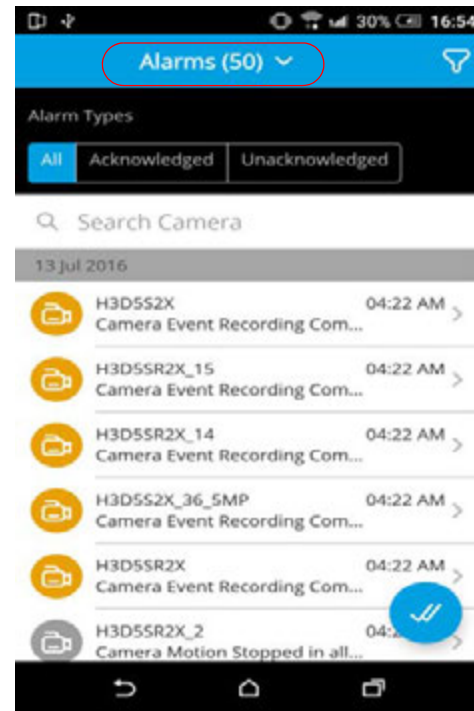 30% 16:54
Alarms (50)
Alarm Types
All Acknowledged Unacknowledged
Search Camera
13 Jul 2016
H3D5S2X 04:22 AM
Camera Event Recording Com...
H3D5SR2X_15 04:22 AM
Camera Event Recording Com...
H3D5SR2X_14 04:22 AM
Camera Event Recording Com...
H3D5S2X_36_5MP 04:22 AM
Camera Event Recording Com...
H3D5SR2X 04:22 AM
Camera Event Recording Com...
H3D5SR2X_2 04:
Camera Motion Stopped in all...